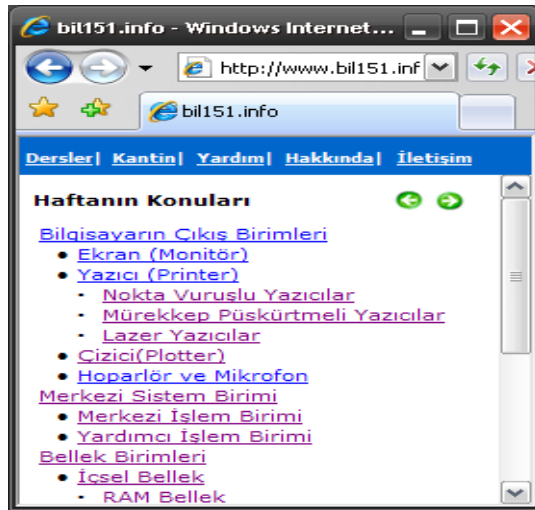 bil151.info - Windows Internet...
http://www.bil151.inf
bil151.info
Dersler| Kantin| Yardım| Hakkında| İletişim
Haftanın Konuları
Bilgisayarın Çıkış Birimleri
• Ekran (Monitör)
• Yazıcı (Printer)
· Nokta Vuruşlu Yazıcılar
· Mürekkep Püskürtmeli Yazıcılar
· Lazer Yazıcılar
• Çizici(Plotter)
• Hoparlör ve Mikrofon
Merkezi Sistem Birimi
• Merkezi İşlem Birimi
• Yardımcı İşlem Birimi
Bellek Birimleri
• İçsel Bellek
· RAM Bellek